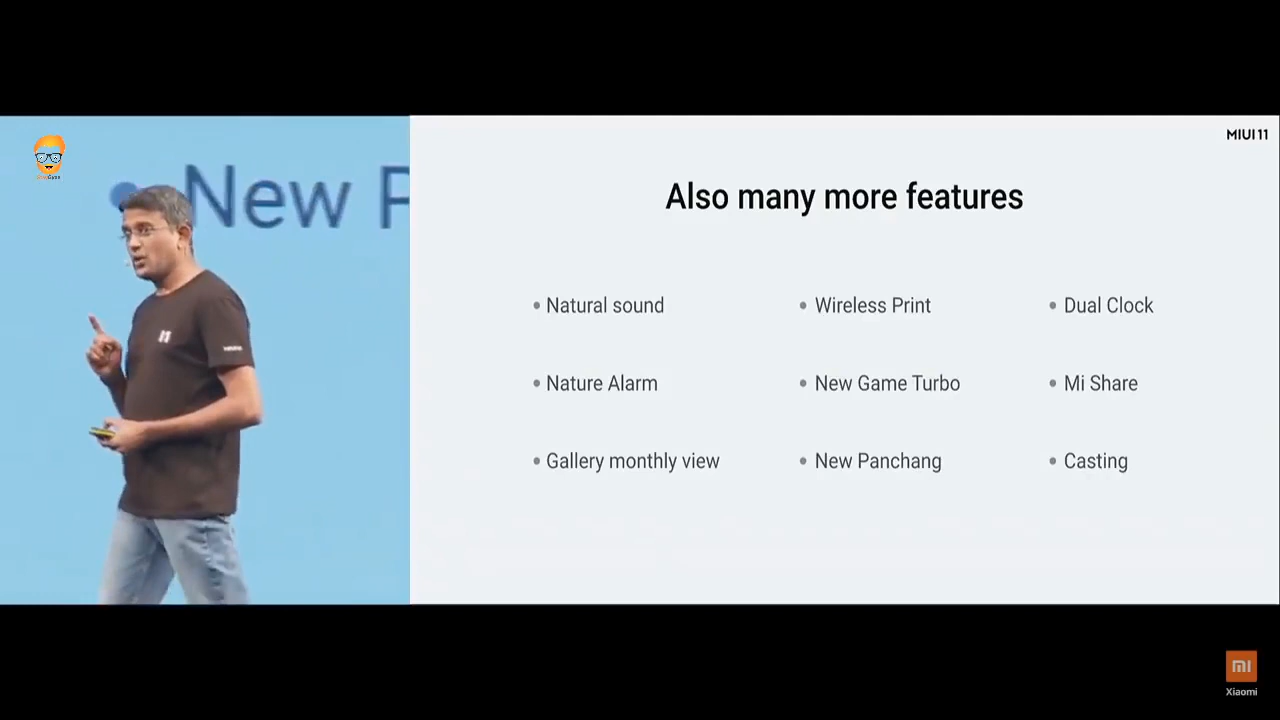 New P
MIUI 11
Also many more features
• Natural sound
• Wireless Print
• Dual Clock
• Nature Alarm
• New Game Turbo
• Mi Share
• Gallery monthly view
• New Panchang
• Casting
mi
Xiaomi